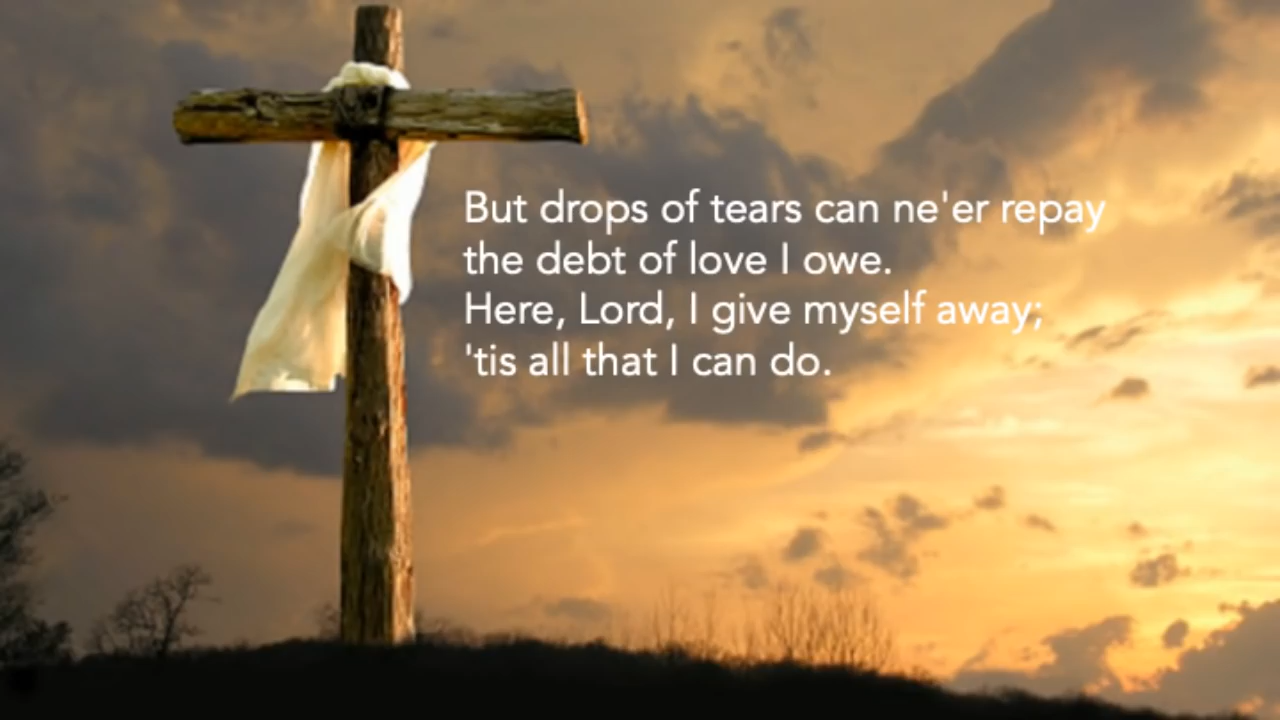 But drops of tears can ne'er repay
the debt of love I owe.
Here, Lord, I give myself away;
'tis all that I can do.